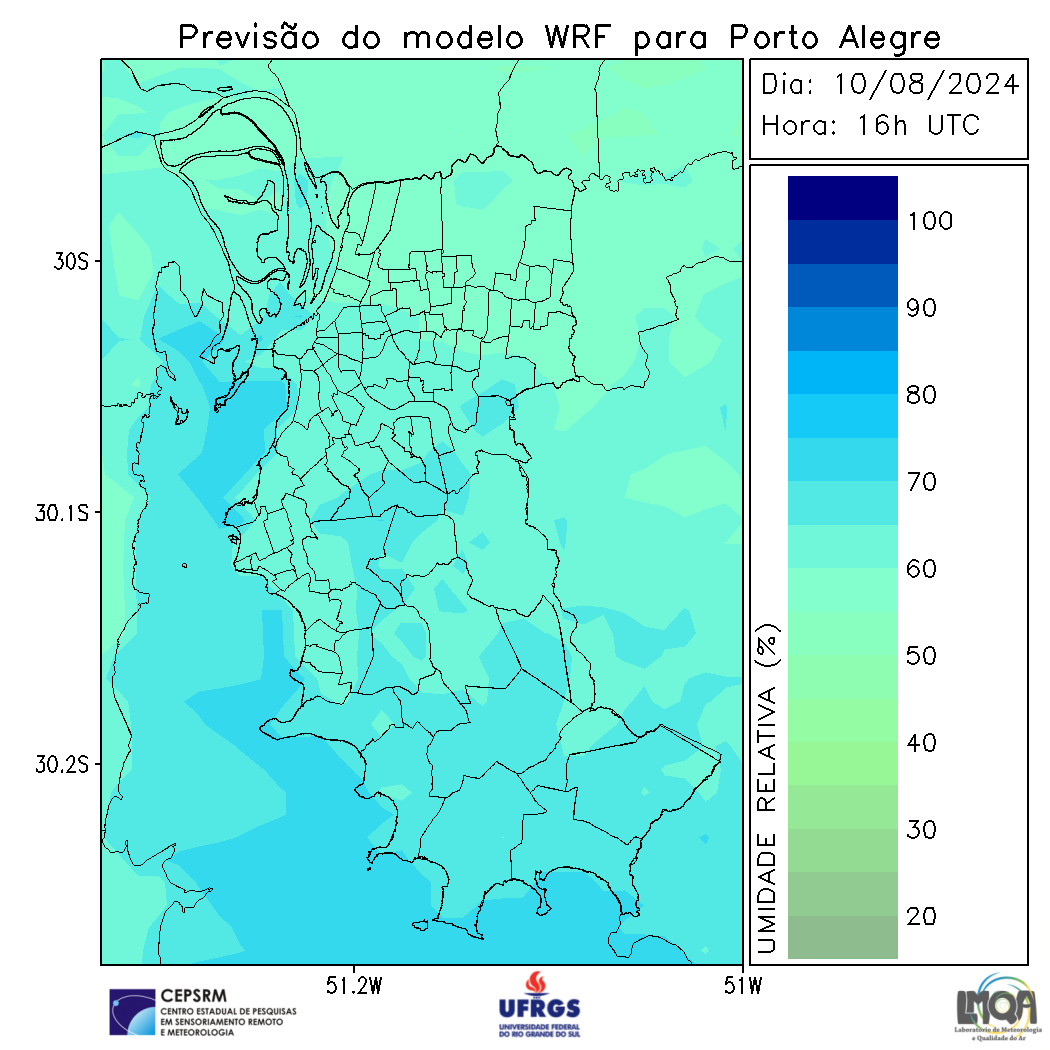 Previsão do modelo WRF para Porto Alegre
Dia: 10/08/2024
Hora: 16h UTC
30S
30.1S
30.2S
51.2W
51W
UMIDADE RELATIVA (%)
100
90
80
70
60
50
40
30
20
CEPSRM
CENTRO ESTADUAL DE PESQUISAS
EM SENSORIAMENTO REMOTO
E METEOROLOGIA
UFRGS
UNIVERSIDADE FEDERAL
DO RIO GRANDE DO SUL
LMQA
Laboratório de Meteorologia
e Qualidade do Ar